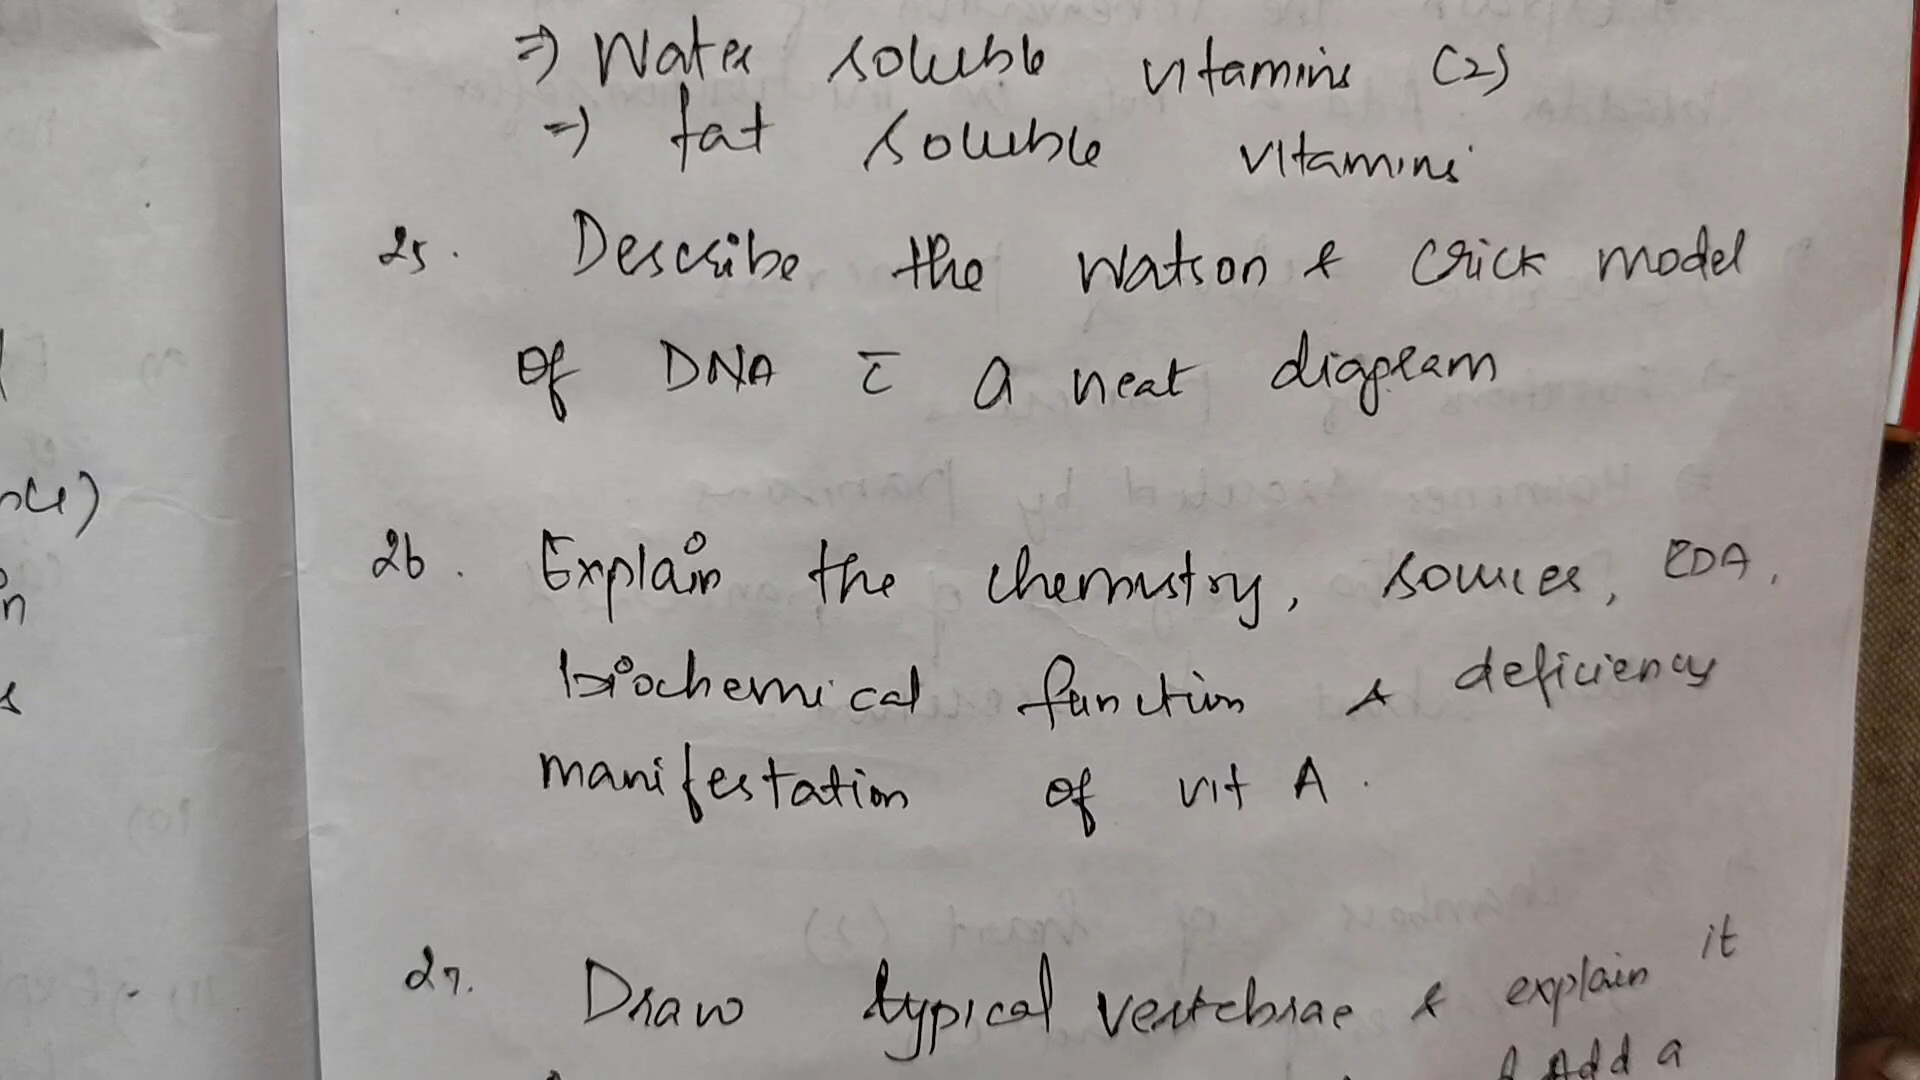 ⇒ Water soluble vitamins (2)
⇒ fat soluble vitamins
25. Describe the Watson & Crick model
of DNA c̄ a neat diagram
26. Explain the chemistry, sources, RDA,
biochemical function & deficiency
manifestation of vit A.
27. Draw typical vertebrae & explain it
Add a